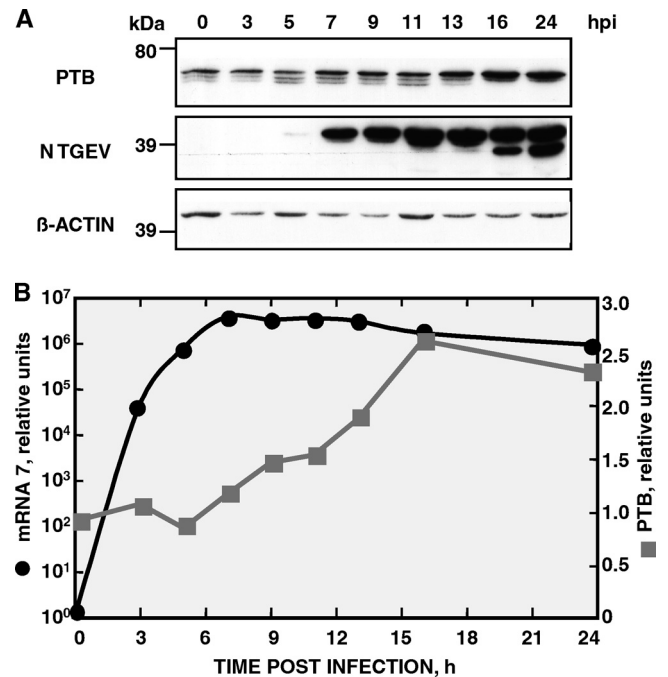 A
kDa 0 3 5 7 9 11 13 16 24 hpi
80
PTB
N TGEV 39
ß-ACTIN
39
B
10⁷ 3.0
10⁶ 2.5
10⁵ 2.0
10⁴
10³ 1.5
10² 1.0
10¹ 0.5
10⁰ 0
mRNA 7, relative units
PTB, relative units
0 3 6 9 12 15 18 21 24
TIME POST INFECTION, h